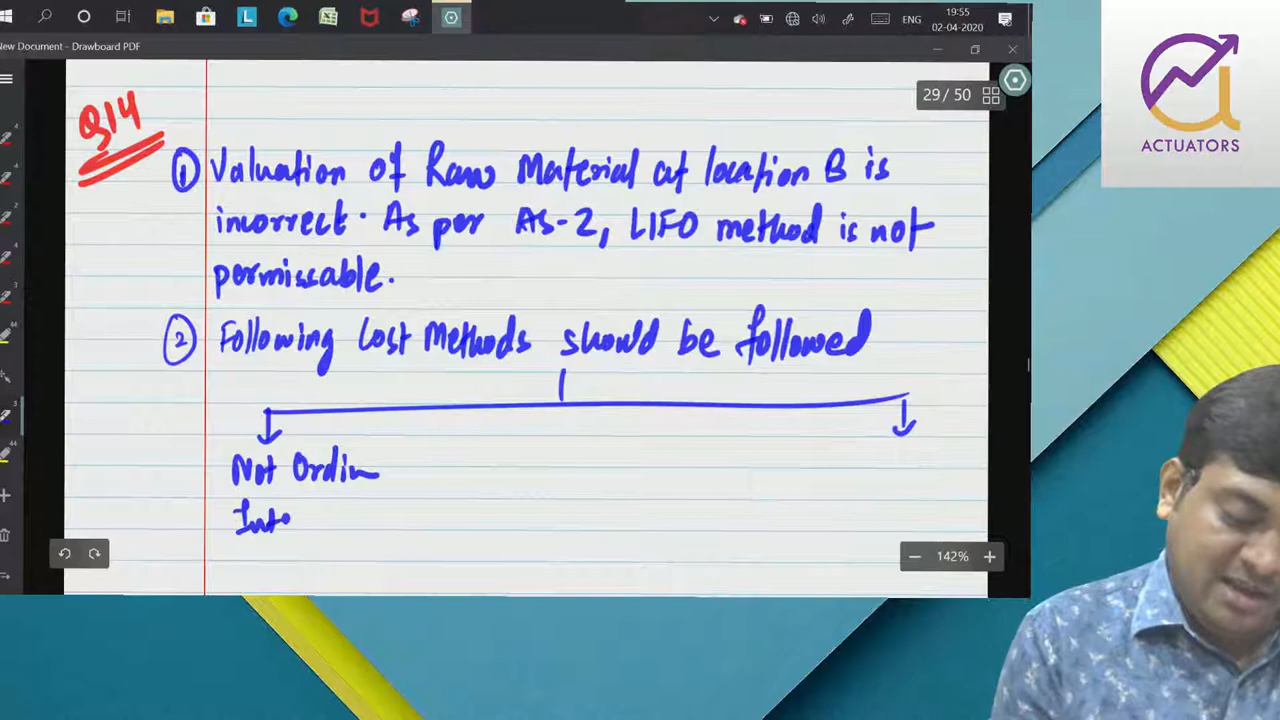 19:55
ENG
02-04-2020
New Document - Drawboard PDF
29 / 50
ACTUATORS
Q14
① Valuation of Raw Material at location B is
incorrect. As per AS-2, LIFO method is not
permissable.
② Following Cost Methods should be followed
Not Ordin
Inte
142%